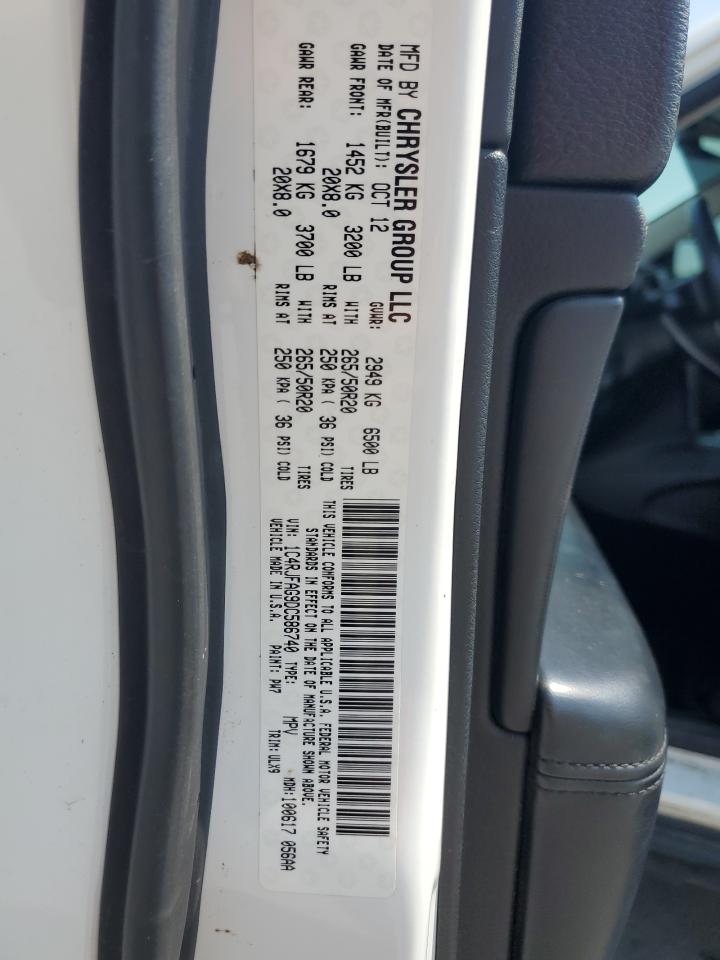 MFD BY CHRYSLER GROUP LLC
DATE OF MFR(BUILT): OCT 12 GVWR: 2949 KG 6500 LB
GAWR FRONT: 1452 KG 3200 LB WITH 265/50R20 TIRES
20X8.0 RIMS AT 250 KPA ( 36 PSI) COLD
GAWR REAR: 1679 KG 3700 LB WITH 265/50R20 TIRES
20X8.0 RIMS AT 250 KPA ( 36 PSI) COLD
THIS VEHICLE CONFORMS TO ALL APPLICABLE U.S.A. FEDERAL MOTOR VEHICLE SAFETY
STANDARDS IN EFFECT ON THE DATE OF MANUFACTURE SHOWN ABOVE.
VIN: 1C4RJFAG9DC586740 TYPE: MPV MDH:100617 056AA
VEHICLE MADE IN U.S.A. PAINT: PW7 TRIM:ULX9